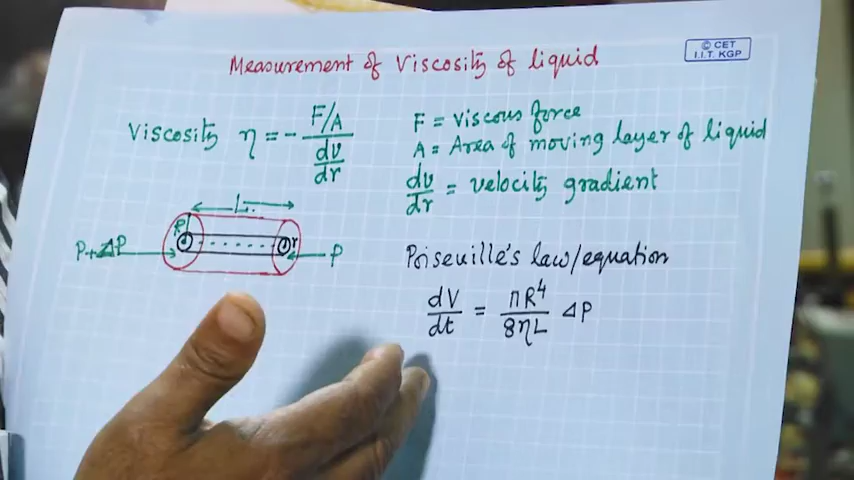 Measurement of Viscosity of liquid
© CET
I.I.T. KGP
Viscosity η = - F/A / dv/dr
F = Viscous force
A = Area of moving layer of liquid
dv/dr = velocity gradient
L
R
r
P+ΔP
P
Poiseuille's law/equation
dV/dt = πR⁴/8ηL ΔP